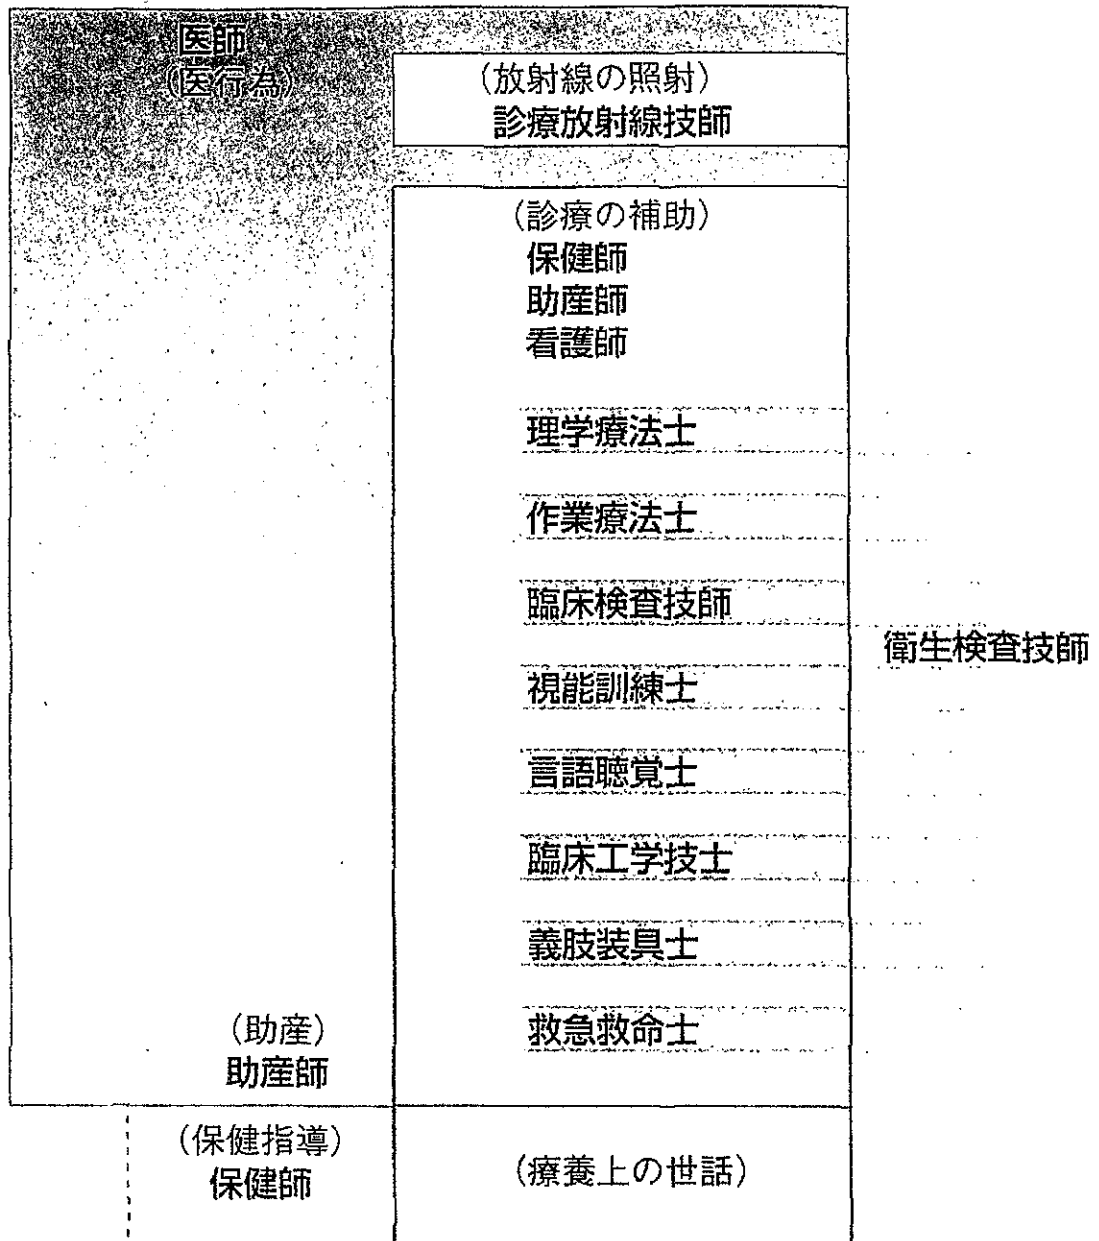 医師
(医行為)
(放射線の照射)
診療放射線技師
(診療の補助)
保健師
助産師
看護師
理学療法士
作業療法士
臨床検査技師
衛生検査技師
視能訓練士
言語聴覚士
臨床工学技士
義肢装具士
救急救命士
(助産)
助産師
(保健指導)
保健師
(療養上の世話)